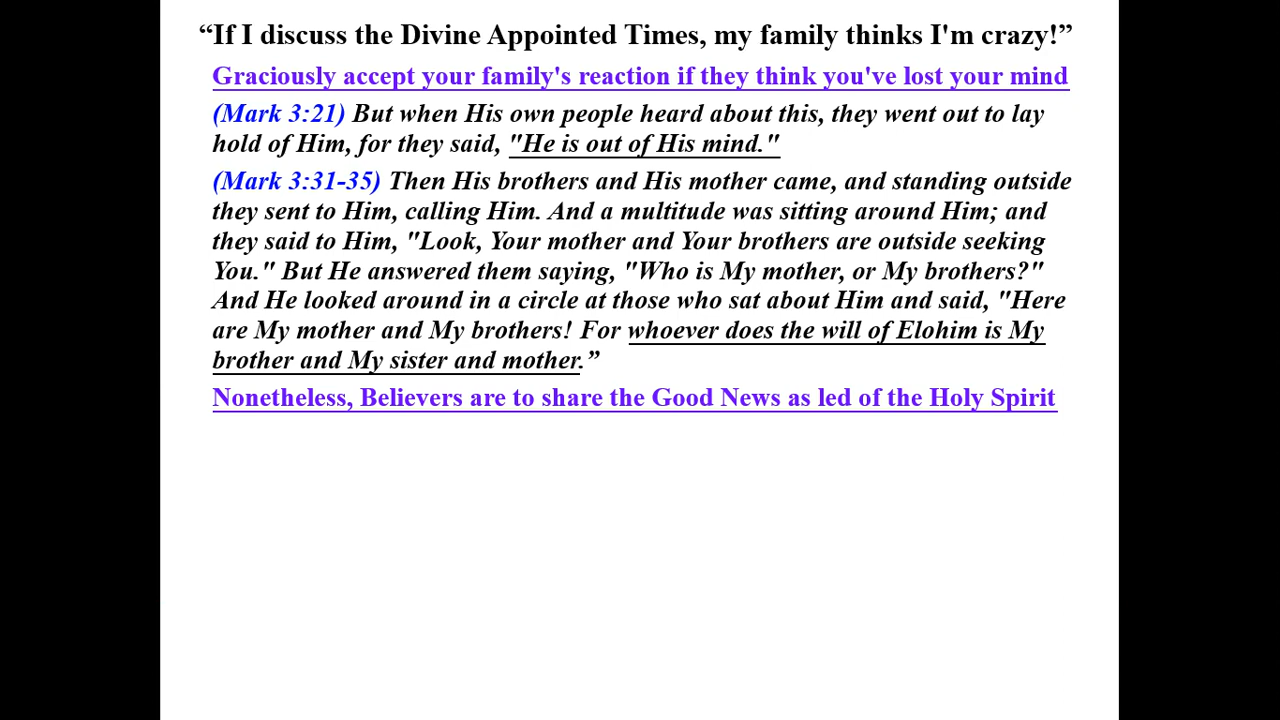 “If I discuss the Divine Appointed Times, my family thinks I'm crazy!”
Graciously accept your family's reaction if they think you've lost your mind
(Mark 3:21) But when His own people heard about this, they went out to lay
hold of Him, for they said, "He is out of His mind."
(Mark 3:31-35) Then His brothers and His mother came, and standing outside
they sent to Him, calling Him. And a multitude was sitting around Him; and
they said to Him, "Look, Your mother and Your brothers are outside seeking
You." But He answered them saying, "Who is My mother, or My brothers?"
And He looked around in a circle at those who sat about Him and said, "Here
are My mother and My brothers! For whoever does the will of Elohim is My
brother and My sister and mother.”
Nonetheless, Believers are to share the Good News as led of the Holy Spirit